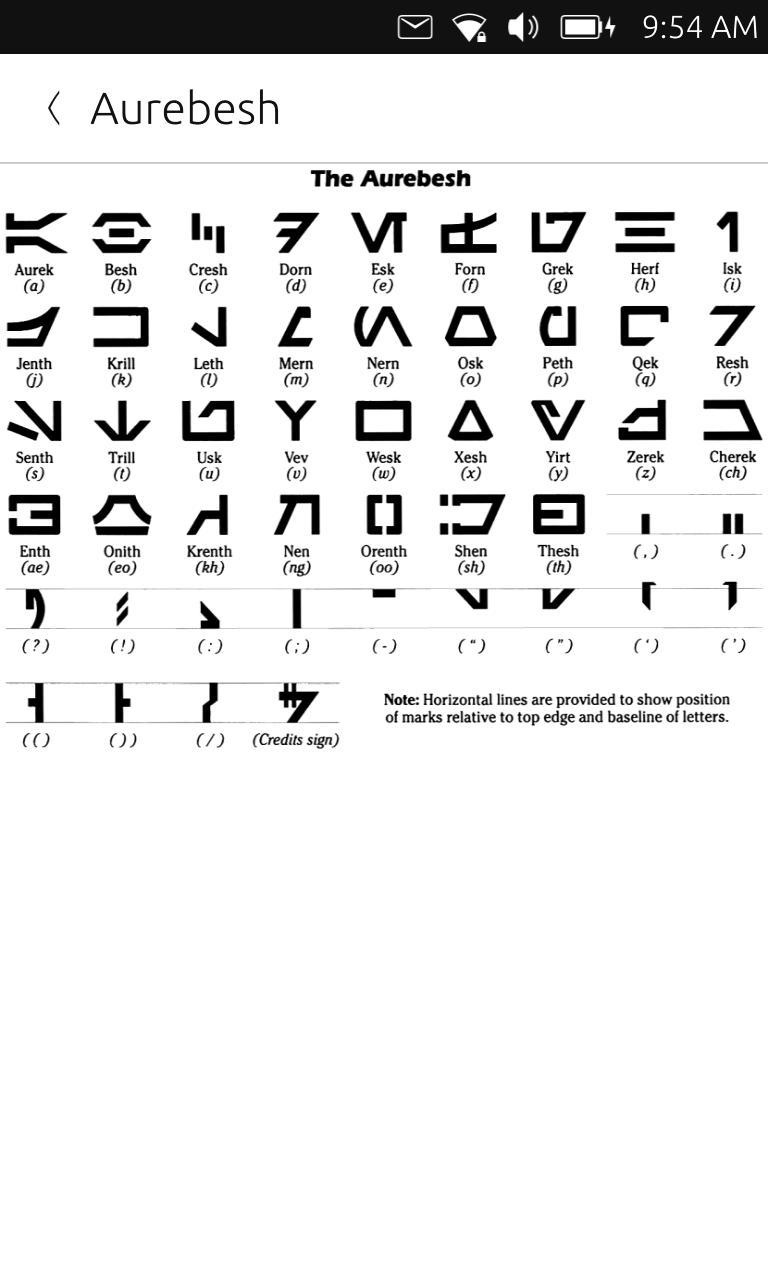 9:54 AM
Aurebesh
The Aurebesh
Aurek Besh Cresh Dorn Esk Forn Grek Herf Isk
(a) (b) (c) (d) (e) (f) (g) (h) (i)
Jenth Krill Leth Mern Nern Osk Peth Qek Resh
(j) (k) (l) (m) (n) (o) (p) (q) (r)
Senth Trill Usk Vev Wesk Xesh Yirt Zerek Cherek
(s) (t) (u) (v) (w) (x) (y) (z) (ch)
Enth Onith Krenth Nen Orenth Shen Thesh (,) (.)
(ae) (eo) (kh) (ng) (oo) (sh) (th)
(?) (!) (:) (;) (-) (“) (”) (‘) (’)
Note: Horizontal lines are provided to show position
of marks relative to top edge and baseline of letters.
(() ()) (/) (Credits sign)